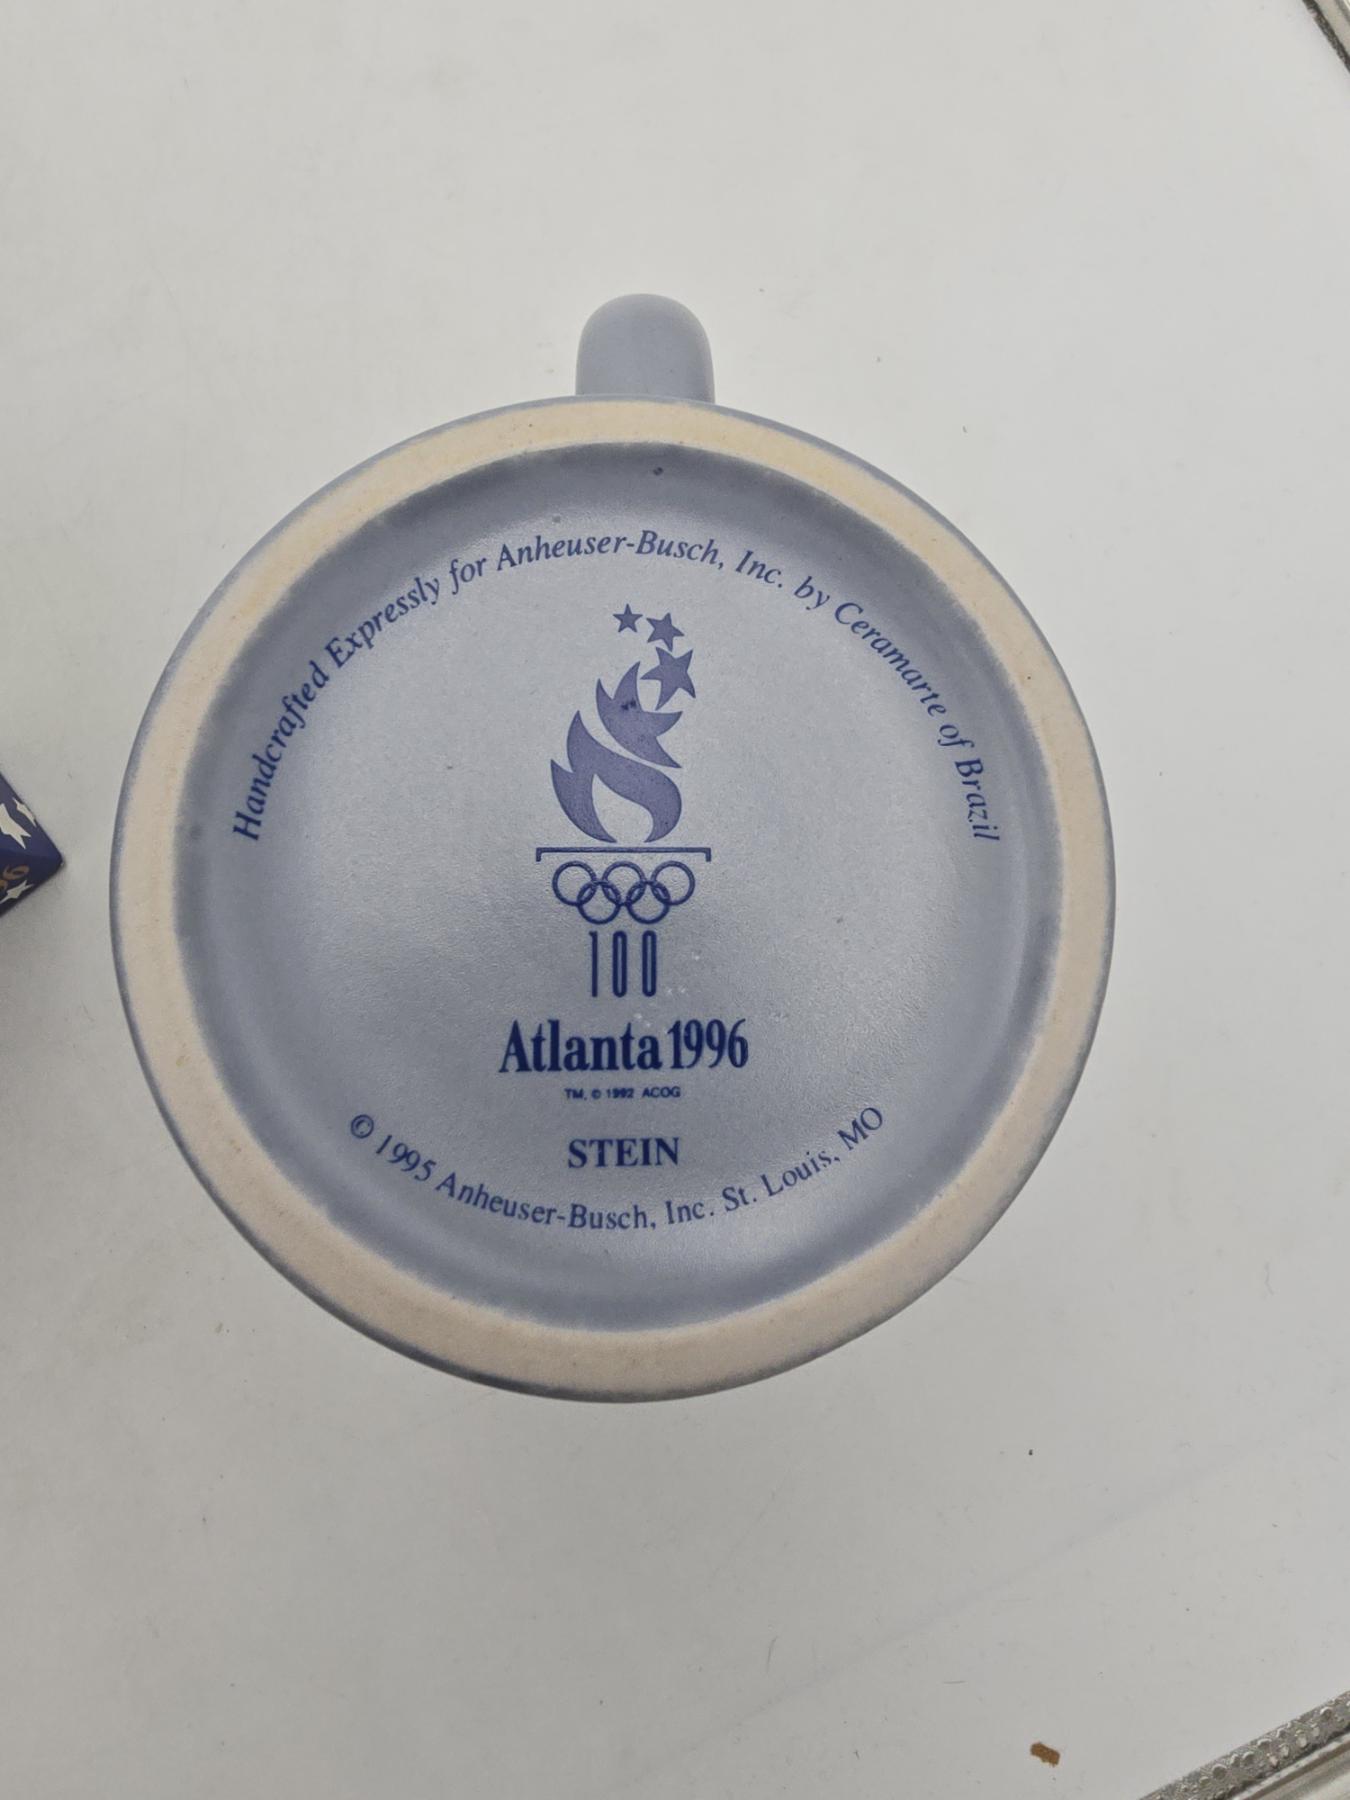 Handcrafted Expressly for Anheuser-Busch, Inc. by Ceramarte of Brazil
100
Atlanta 1996
TM, © 1992 ACOG
STEIN
© 1995 Anheuser-Busch, Inc. St. Louis, MO